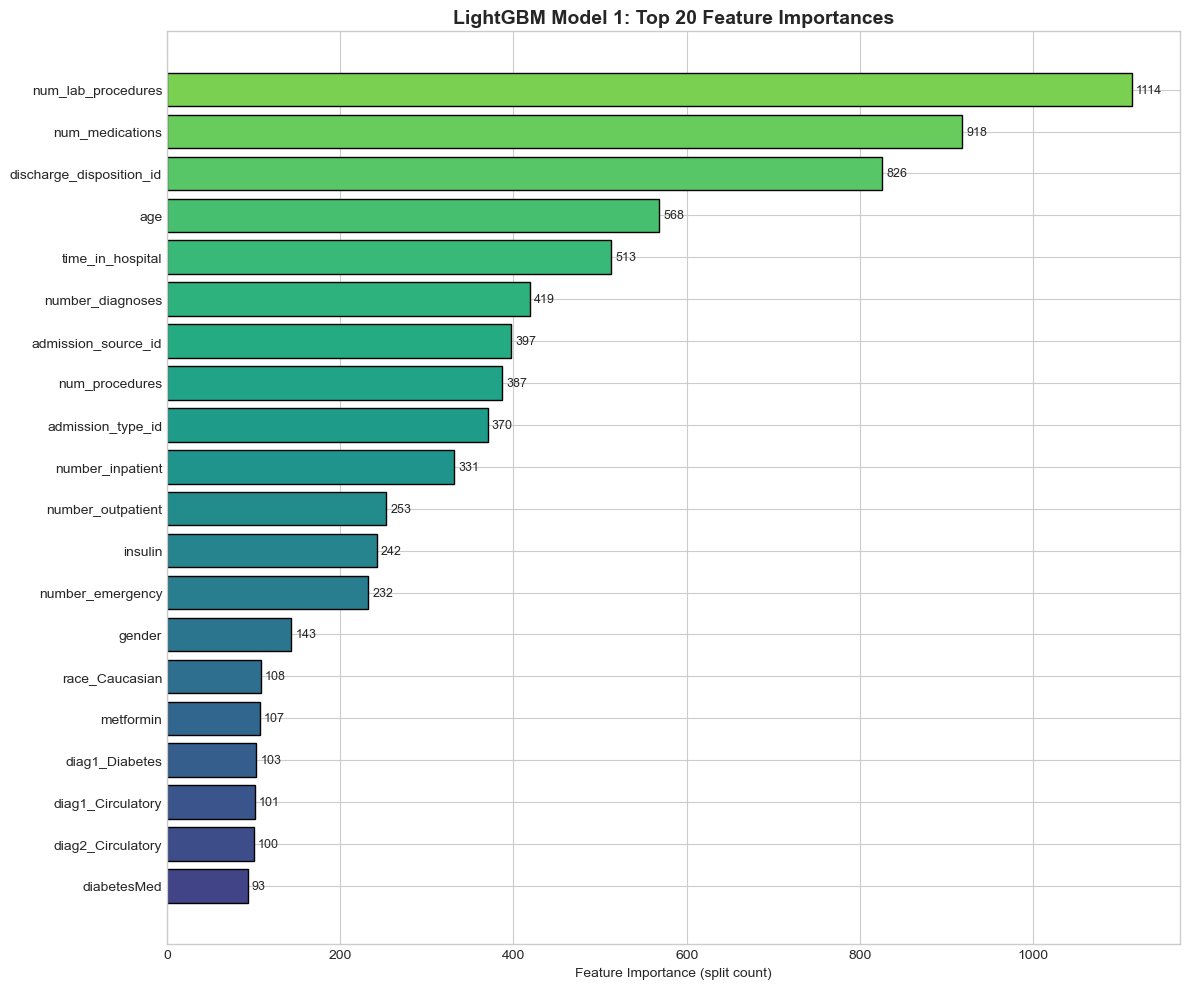 LightGBM Model 1: Top 20 Feature Importances
num_lab_procedures 1114
num_medications 918
discharge_disposition_id 826
age 568
time_in_hospital 513
number_diagnoses 419
admission_source_id 397
num_procedures 387
admission_type_id 370
number_inpatient 331
number_outpatient 253
insulin 242
number_emergency 232
gender 143
race_Caucasian 108
metformin 107
diag1_Diabetes 103
diag1_Circulatory 101
diag2_Circulatory 100
diabetesMed 93
0 200 400 600 800 1000
Feature Importance (split count)